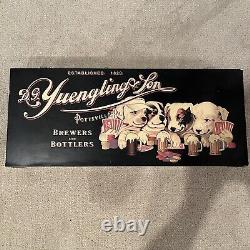 ESTABLISHED 1829
D.G. Yuengling & Son
POTTSVILLE
BREWERS
AND
BOTTLERS